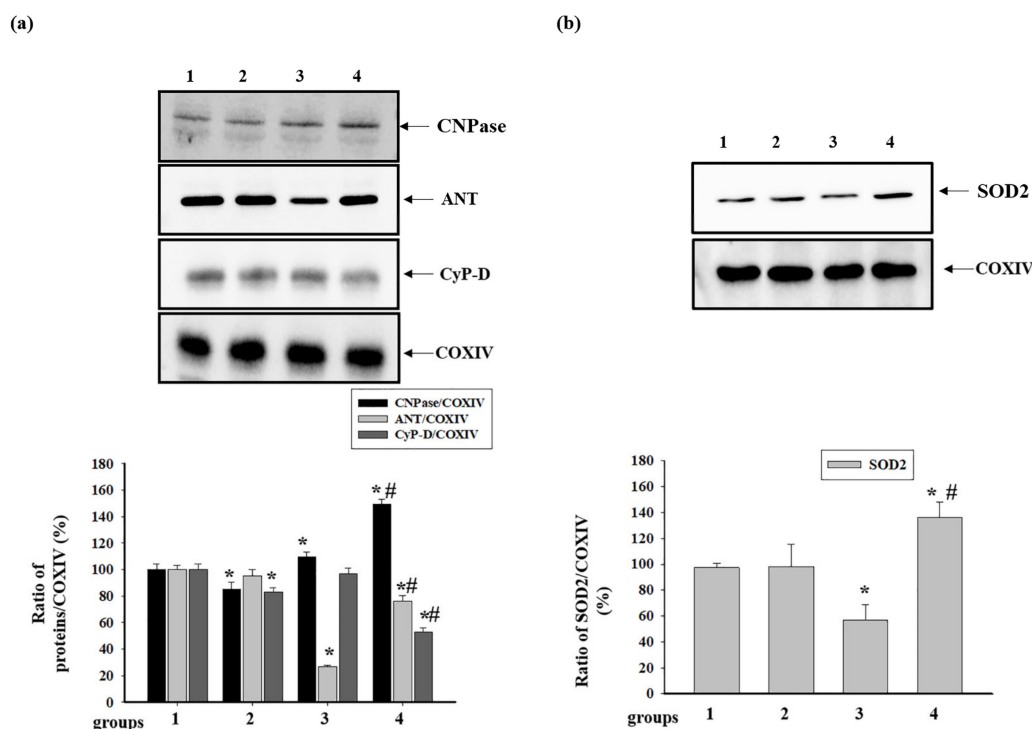 (a)
1 2 3 4
CNPase
ANT
CyP-D
COXIV
CNPase/COXIV
ANT/COXIV
CyP-D/COXIV
Ratio of
proteins/COXIV (%)
180
160
140
120
100
80
60
40
20
0
* * * * # * *# *#
groups 1 2 3 4
(b)
1 2 3 4
SOD2
COXIV
SOD2
Ratio of SOD2/COXIV
(%)
180
160
140
120
100
80
60
40
20
0
* * #
groups 1 2 3 4